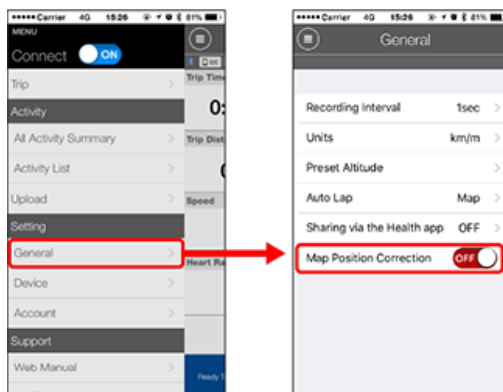 Carrier 4G 15:26 81%
MENU
Connect ON
Trip
Activity
All Activity Summary
Activity List
Upload
Setting
General
Device
Account
Support
Web Manual
Trip Time
0:
Trip Dist
Speed
Heart Ra
Ready T
Carrier 4G 15:26 81%
General
Recording Interval 1sec
Units km/m
Preset Altitude
Auto Lap Map
Sharing via the Health app OFF
Map Position Correction OFF